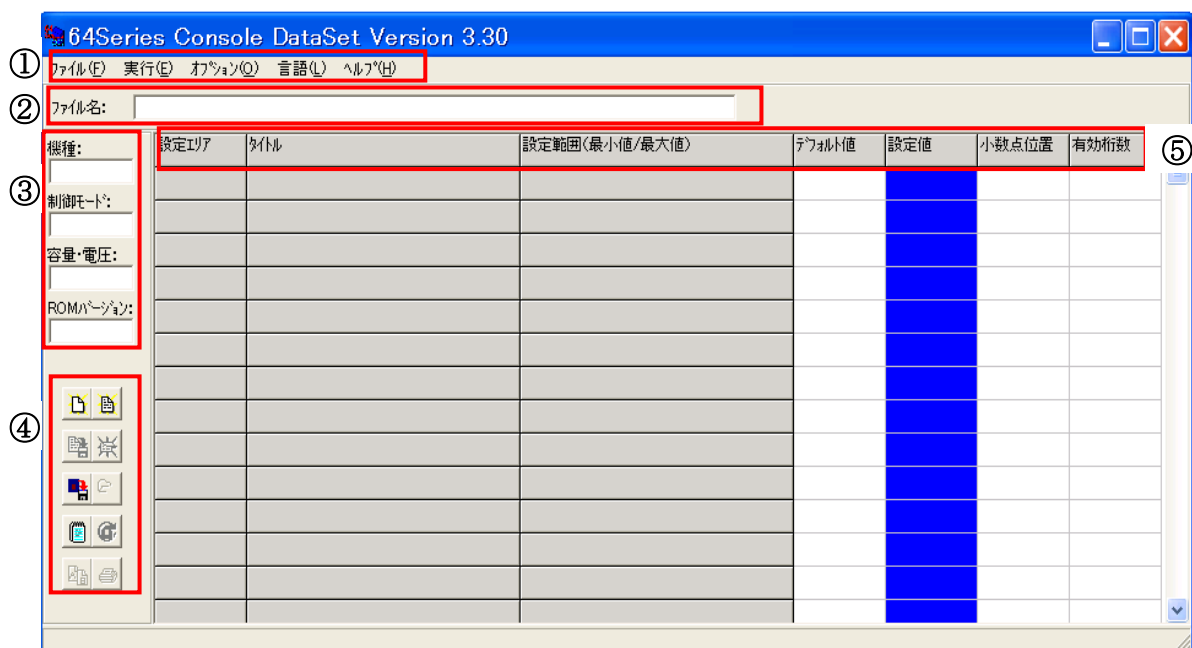 64Series Console DataSet Version 3.30
① ファイル(F) 実行(E) オプション(O) 言語(L) ヘルプ(H)
② ファイル名:
機種: 設定エリア タイトル 設定範囲(最小値/最大値) デフォルト値 設定値 小数点位置 有効桁数 ⑤
③
制御モード:
容量・電圧:
ROMバージョン:
④